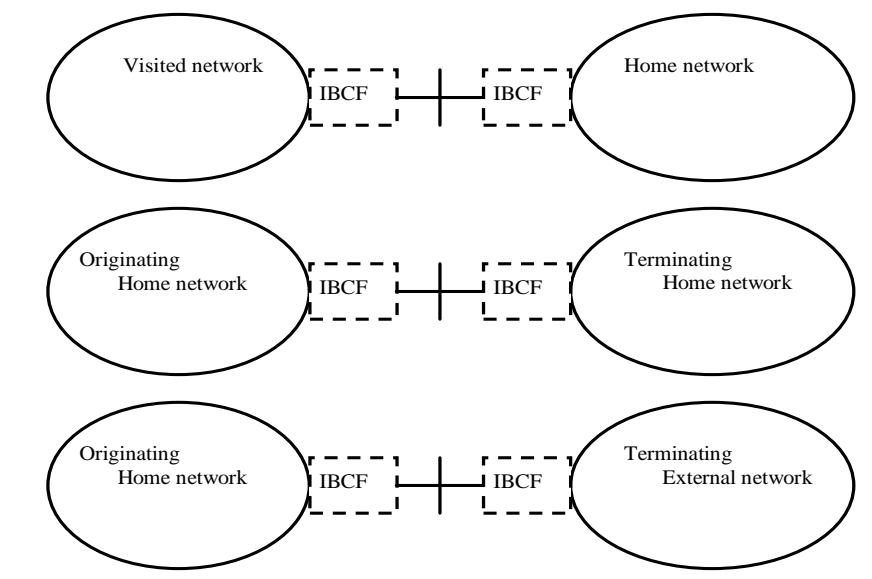 Visited network
IBCF
IBCF
Home network
Originating
Home network
IBCF
IBCF
Terminating
Home network
Originating
Home network
IBCF
IBCF
Terminating
External network